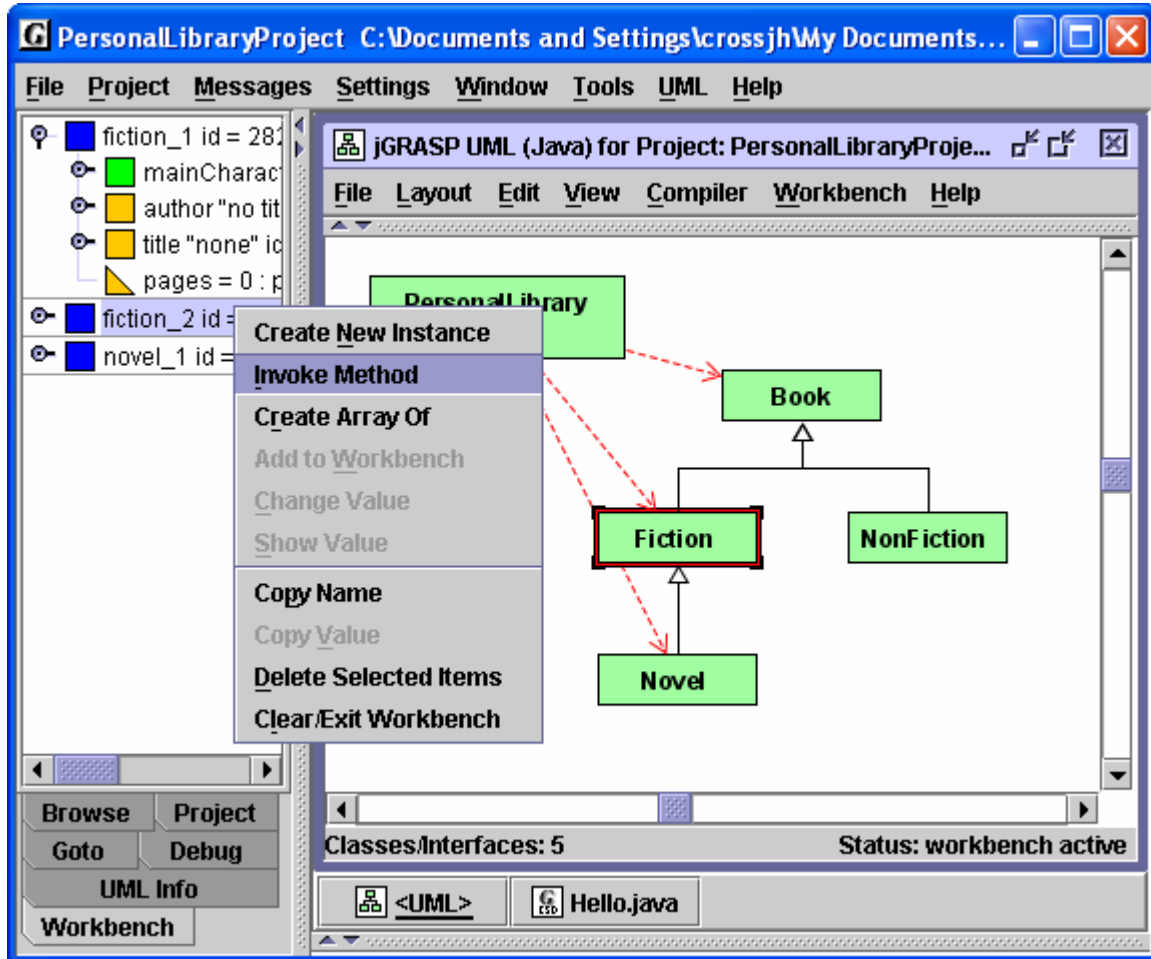 PersonalLibraryProject C:\Documents and Settings\crossjh\My Documents...
File Project Messages Settings Window Tools UML Help
fiction_1 id = 282
mainCharac
author "no tit
title "none" id
pages = 0 : p
fiction_2 id =
novel_1 id =
Create New Instance
Invoke Method
Create Array Of
Add to Workbench
Change Value
Show Value
Copy Name
Copy Value
Delete Selected Items
Clear/Exit Workbench
Browse Project
Goto Debug
UML Info
Workbench
jGRASP UML (Java) for Project: PersonalLibraryProje...
File Layout Edit View Compiler Workbench Help
PersonalLibrary
Book
Fiction
NonFiction
Novel
Classes/Interfaces: 5 Status: workbench active
<UML> Hello.java